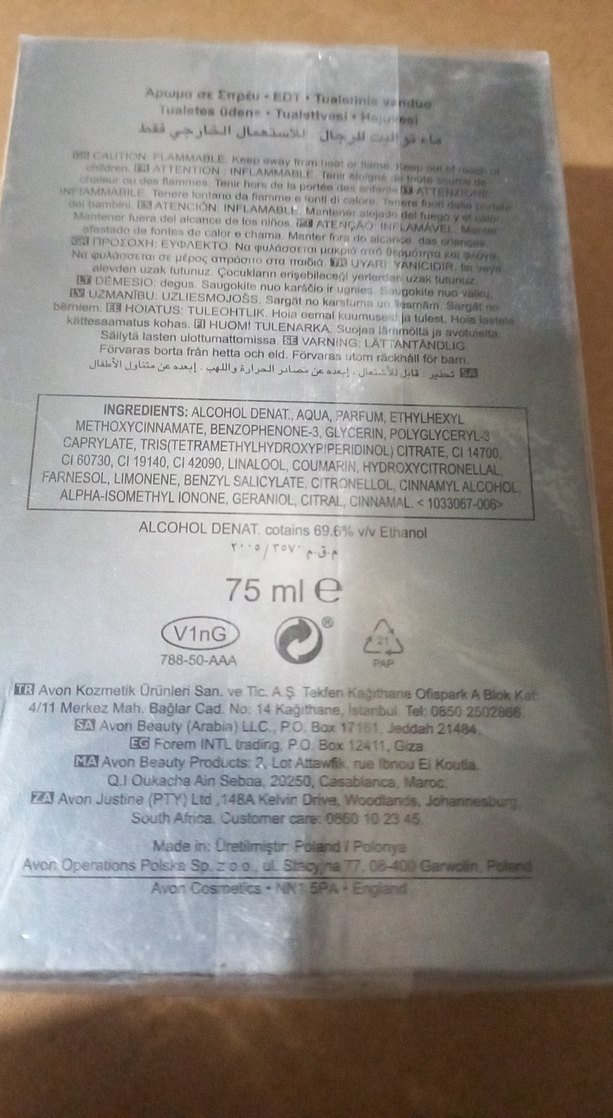 Άρωμα σε Σπρέυ • EDT • Tualetinis vanduo
Tualetes ūdens • Tualettvesi • Hajuvesi
ماء تواليت للرجال . للاستعمال الخارجي فقط
CAUTION: FLAMMABLE. Keep away from heat or flame. Keep out of reach of
children. FR ATTENTION : INFLAMMABLE. Tenir éloigné de toute source de
chaleur ou des flammes. Tenir hors de la portée des enfants. IT ATTENZIONE:
INFIAMMABILE. Tenere lontano da fiamme e fonti di calore. Tenere fuori dalla portata
dei bambini. ES ATENCIÓN: INFLAMABLE. Mantener alejado del fuego y el calor.
Mantener fuera del alcance de los niños. PT ATENÇÃO: INFLAMÁVEL. Manter
afastado de fontes de calor e chama. Manter fora do alcance das crianças.
GR ΠΡΟΣΟΧΗ: ΕΥΦΛΕΚΤΟ. Να φυλάσσεται μακριά από θερμότητα και φλόγα.
Να φυλάσσεται σε μέρος απρόσιτο στα παιδιά. TR UYARI: YANICIDIR. Isı veya
alevden uzak tutunuz. Çocukların erişebileceği yerlerden uzak tutunuz.
LT DĖMESIO: degus. Saugokite nuo karščio ir ugnies. Saugokite nuo vaikų.
LV UZMANĪBU: UZLIESMOJOŠS. Sargāt no karstuma un liesmām. Sargāt no
bērniem. EE HOIATUS: TULEOHTLIK. Hoia eemal kuumusest ja tulest. Hoia lastele
kättesaamatus kohas. FI HUOM! TULENARKA. Suojaa lämmöltä ja avotulelta.
Säilytä lasten ulottumattomissa. SE VARNING. LÄTTANTÄNDLIG.
Förvaras borta från hetta och eld. Förvaras utom räckhåll för barn.
SA تحذير: قابل للاشتعال . إبعده عن مصادر الحرارة واللهب . إبعده عن متناول الأطفال
INGREDIENTS: ALCOHOL DENAT., AQUA, PARFUM, ETHYLHEXYL
METHOXYCINNAMATE, BENZOPHENONE-3, GLYCERIN, POLYGLYCERYL-3
CAPRYLATE, TRIS(TETRAMETHYLHYDROXYPIPERIDINOL) CITRATE, CI 14700,
CI 60730, CI 19140, CI 42090, LINALOOL, COUMARIN, HYDROXYCITRONELLAL,
FARNESOL, LIMONENE, BENZYL SALICYLATE, CITRONELLOL, CINNAMYL ALCOHOL,
ALPHA-ISOMETHYL IONONE, GERANIOL, CITRAL, CINNAMAL. <1033067-006>
ALCOHOL DENAT. cotains 69.6% v/v Ethanol
م.ق.م ٣٥٧٠/٢٠٠٥
75 ml e
V1nG
788-50-AAA
®
21
PAP
TR Avon Kozmetik Ürünleri San. ve Tic. A.Ş. Tekfen Kağıthane Ofispark A Blok Kat:
4/11 Merkez Mah. Bağlar Cad. No: 14 Kağıthane, İstanbul. Tel: 0850 2502866.
SA Avon Beauty (Arabia) LLC., P.O. Box 17151, Jeddah 21484.
EG Forem INTL trading, P.O. Box 12411, Giza.
MA Avon Beauty Products: 2, Lot Attawfik, rue Ibnou El Koutia.
Q.I Oukacha Ain Sebaa, 20250, Casablanca, Maroc.
ZA Avon Justine (PTY) Ltd ,148A Kelvin Drive, Woodlands, Johannesburg,
South Africa. Customer care: 0860 10 23 45.
Made in: Üretilmiştir: Poland / Polonya
Avon Operations Polska Sp. z o.o., ul. Stacyjna 77, 08-400 Garwolin, Poland
Avon Cosmetics • NN1 5PA • England